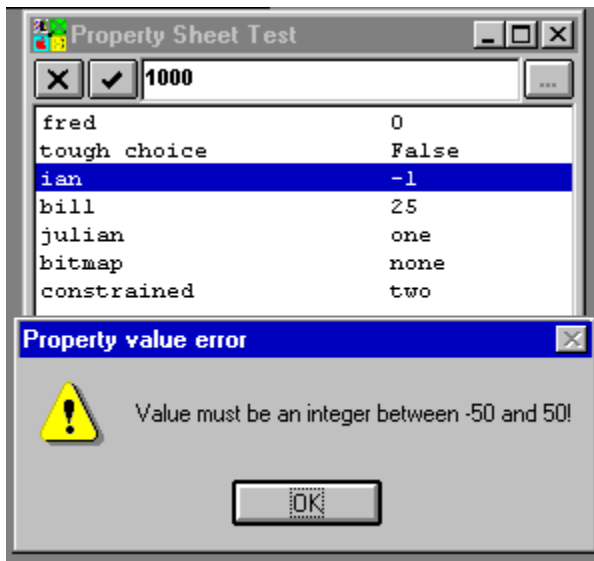 Property Sheet Test
1000
...
fred 0
tough choice False
ian -1
bill 25
julian one
bitmap none
constrained two
Property value error
Value must be an integer between -50 and 50!
OK